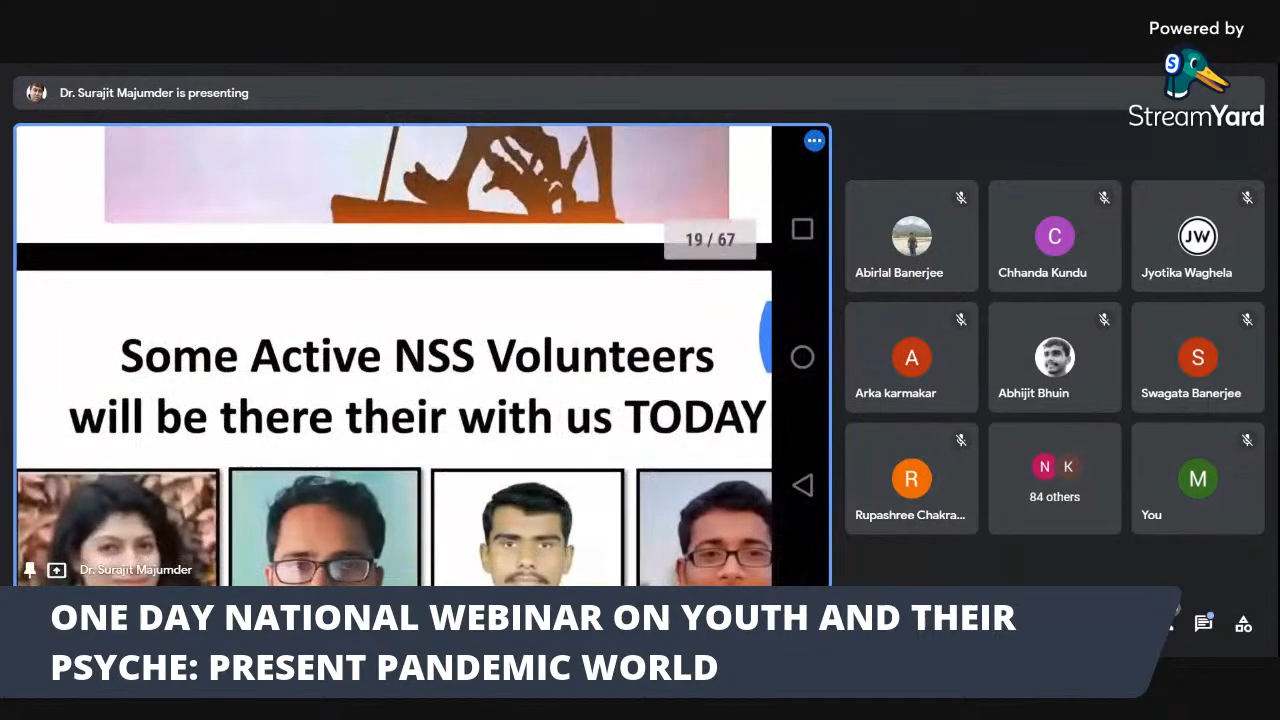 Powered by
S
StreamYard
Dr. Surajit Majumder is presenting
19 / 67
Some Active NSS Volunteers
will be there their with us TODAY
Dr. Surajit Majumder
Abirlal Banerjee
C
Chhanda Kundu
JW
Jyotika Waghela
A
Arka karmakar
Abhijit Bhuin
S
Swagata Banerjee
R
Rupashree Chakra...
N K
84 others
M
You
ONE DAY NATIONAL WEBINAR ON YOUTH AND THEIR
PSYCHE: PRESENT PANDEMIC WORLD